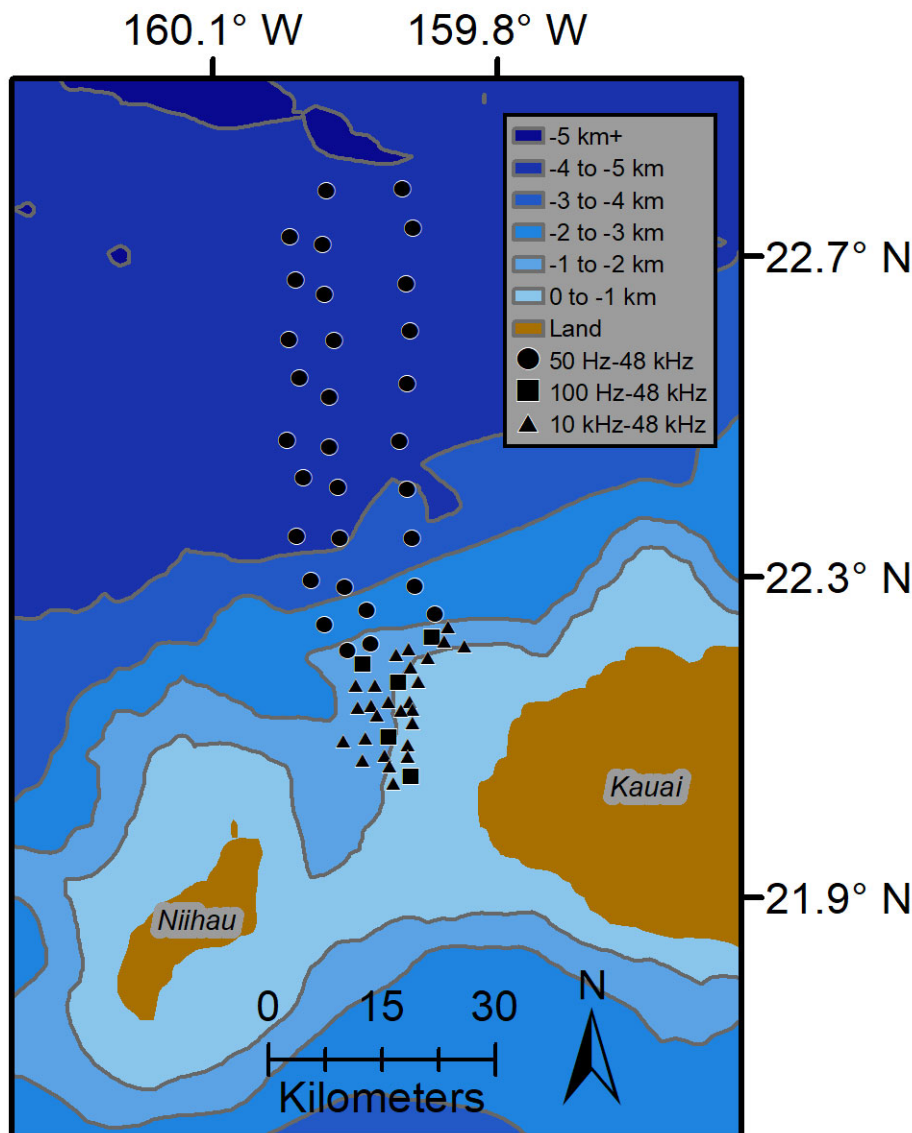 160.1° W 159.8° W
-5 km+
-4 to -5 km
-3 to -4 km
-2 to -3 km
-1 to -2 km
0 to -1 km
Land
50 Hz-48 kHz
100 Hz-48 kHz
10 kHz-48 kHz
22.7° N
22.3° N
Kauai
21.9° N
Niihau
N
0 15 30
Kilometers